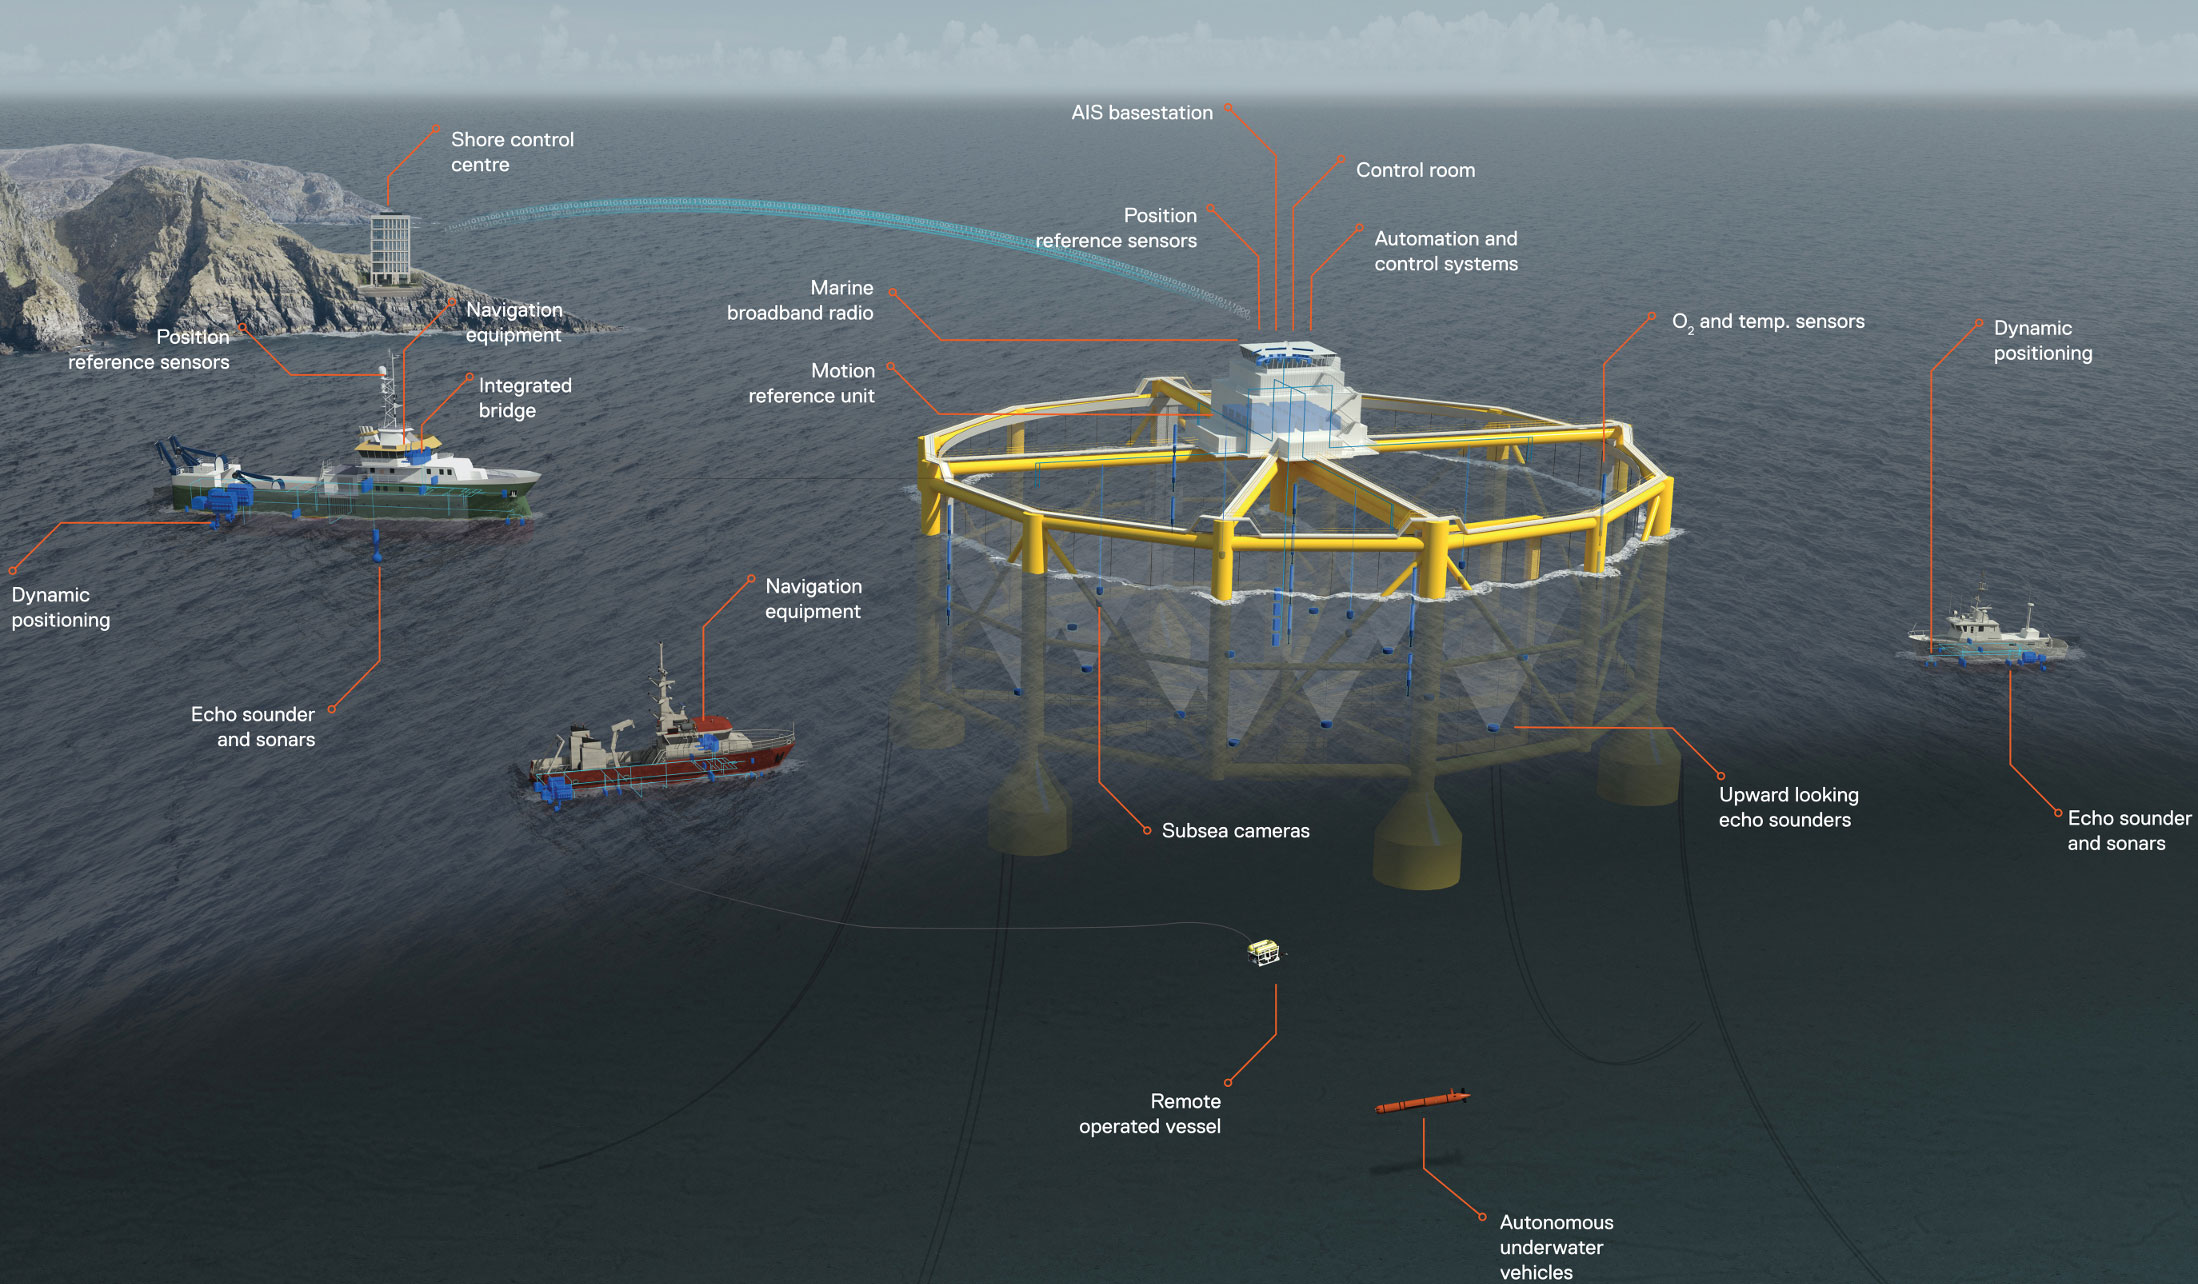 AIS basestation
Shore control
centre
Control room
Position
reference sensors
Automation and
control systems
Marine
broadband radio
Navigation
equipment
Position
reference sensors
O₂ and temp. sensors
Dynamic
positioning
Motion
reference unit
Integrated
bridge
Dynamic
positioning
Navigation
equipment
Echo sounder
and sonars
Upward looking
echo sounders
Subsea cameras
Echo sounder
and sonars
Remote
operated vessel
Autonomous
underwater
vehicles